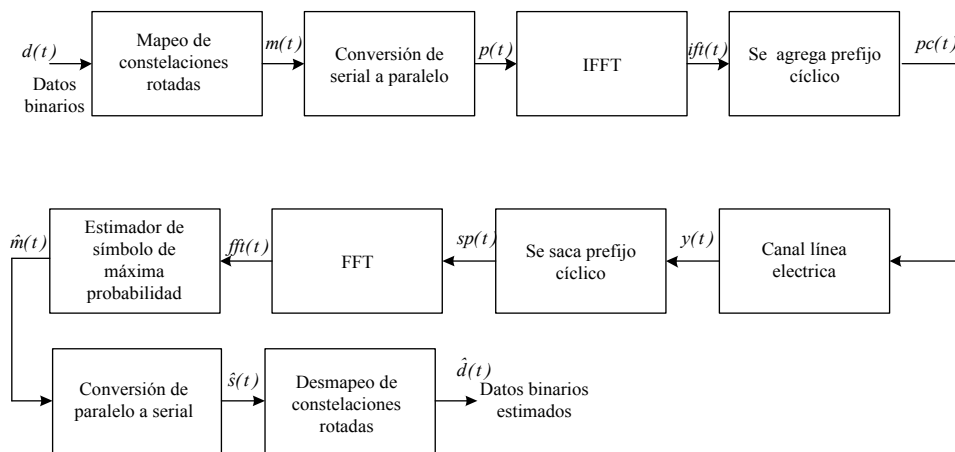 d(t)
Datos
binarios
Mapeo de
constelaciones
rotadas
m(t)
Conversión de
serial a paralelo
p(t)
IFFT
ift(t)
Se agrega prefijo
cíclico
pc(t)
Canal línea
electrica
y(t)
Se saca prefijo
cíclico
sp(t)
FFT
fft(t)
Estimador de
símbolo de
máxima
probabilidad
m̂(t)
Conversión de
paralelo a serial
ŝ(t)
Desmapeo de
constelaciones
rotadas
d̂(t)
Datos binarios
estimados